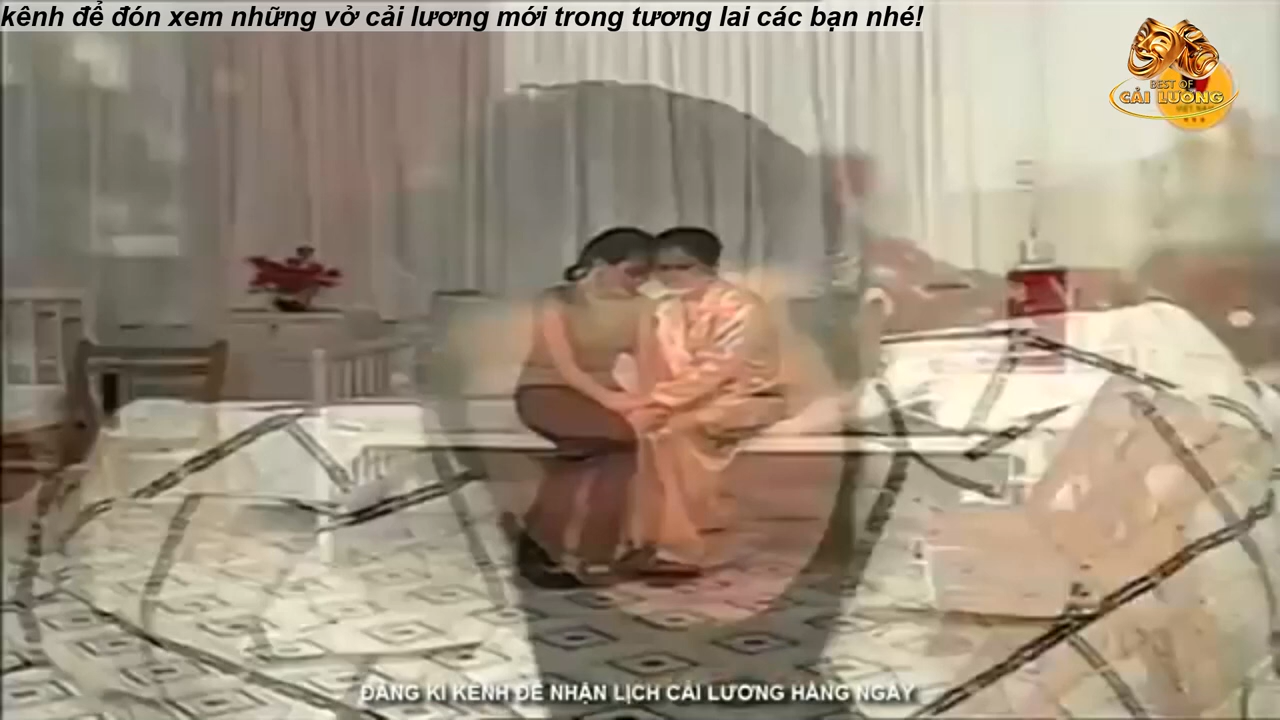 kênh để đón xem những vở cải lương mới trong tương lai các bạn nhé!
BEST OF
CẢI LƯƠNG
ĐĂNG KÍ KÊNH ĐỂ NHẬN LỊCH CẢI LƯƠNG HÀNG NGÀY